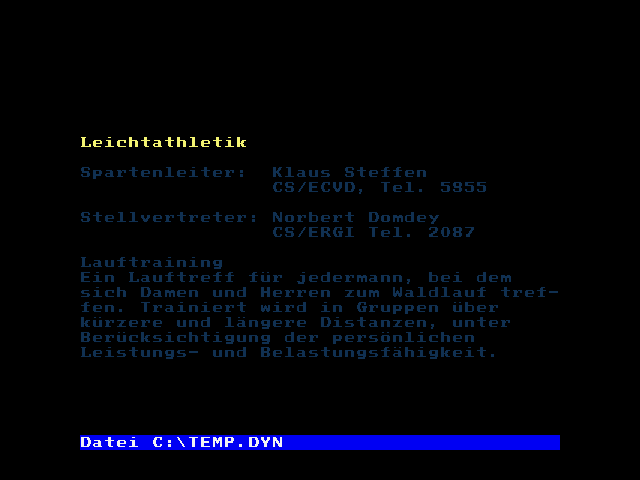 Leichtathletik
Spartenleiter: Klaus Steffen
CS/ECVD, Tel. 5955
Stellvertreter: Norbert Domdey
CS/ERGI Tel. 2087
Lauftraining
Ein Lauftreff für jedermann, bei dem
sich Damen und Herren zum Waldlauf tref-
fen. Trainiert wird in Gruppen über
kürzere und längere Distanzen, unter
Berücksichtigung der persönlichen
Leistungs- und Belastungsfähigkeit.
Datei C:\TEMP.DYN